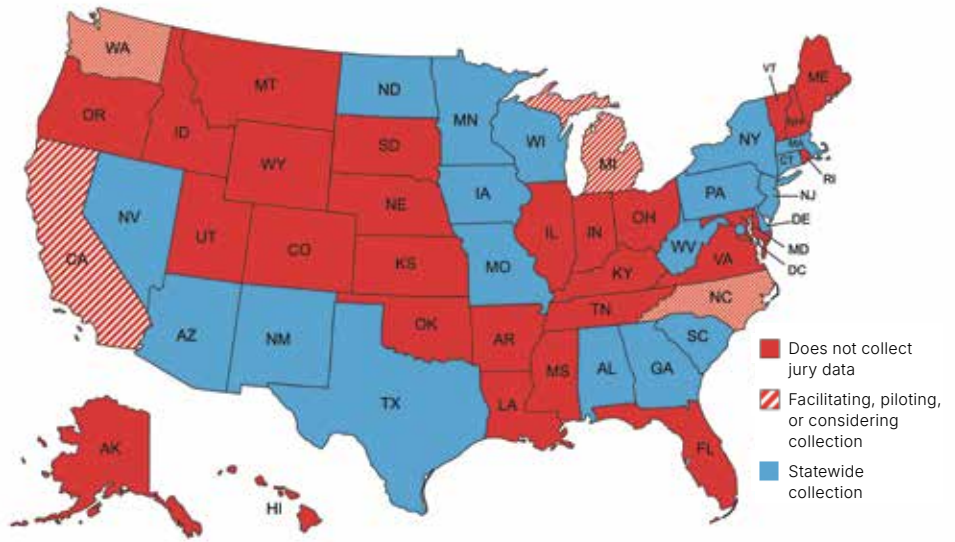 WA
MT
ND
MN
VT
ME
OR
ID
SD
WI
NY
NH
MA
WY
MI
CT
RI
IA
PA
NJ
NE
NV
UT
CO
IL
IN
OH
DE
WV
MD
CA
KS
MO
KY
VA
DC
TN
NC
AZ
NM
OK
AR
SC
MS
AL
GA
TX
LA
FL
AK
HI
Does not collect
jury data
Facilitating, piloting,
or considering
collection
Statewide
collection